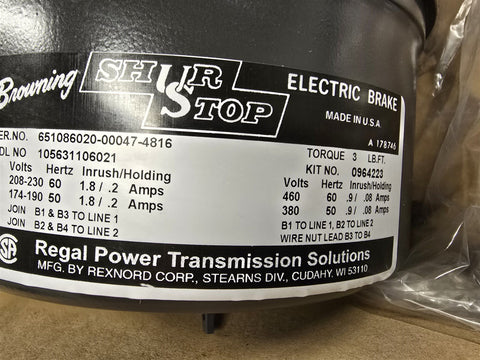 Browning SHUR STOP ELECTRIC BRAKE
MADE IN U.S.A
A 178746
ER.NO. 651086020-00047-4816
DL NO 105631106021
TORQUE 3 LB.FT.
KIT NO. 0964223
Volts Hertz Inrush/Holding
208-230 60 1.8 / .2 Amps
174-190 50 1.8 / .2 Amps
JOIN B1 & B3 TO LINE 1
JOIN B2 & B4 TO LINE 2
Volts Hertz Inrush/Holding
460 60 .9 / .08 Amps
380 50 .9 / .08 Amps
B1 TO LINE 1, B2 TO LINE 2
WIRE NUT LEAD B3 TO B4
Regal Power Transmission Solutions
MFG. BY REXNORD CORP., STEARNS DIV., CUDAHY. WI 53110